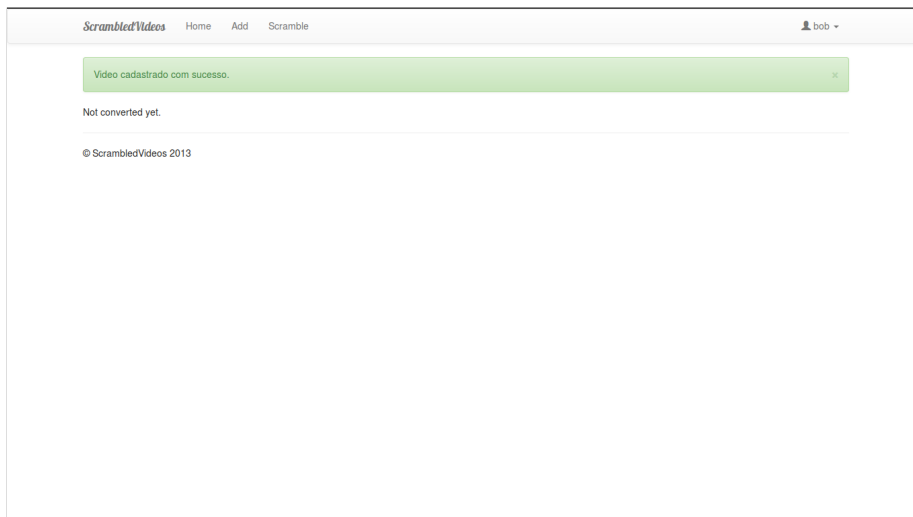 ScrambledVideos Home Add Scramble bob
Video cadastrado com sucesso. ×
Not converted yet.
© ScrambledVideos 2013